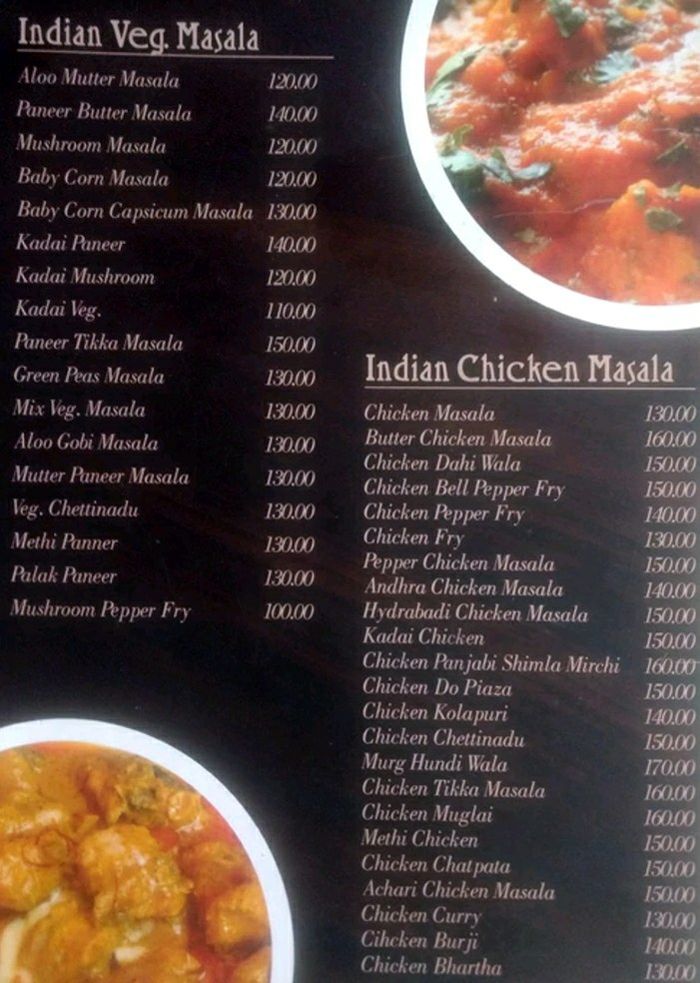 Indian Veg. Masala
Aloo Mutter Masala 120.00
Paneer Butter Masala 140.00
Mushroom Masala 120.00
Baby Corn Masala 120.00
Baby Corn Capsicum Masala 130.00
Kadai Paneer 140.00
Kadai Mushroom 120.00
Kadai Veg. 110.00
Paneer Tikka Masala 150.00
Green Peas Masala 130.00
Mix Veg. Masala 130.00
Aloo Gobi Masala 130.00
Mutter Paneer Masala 130.00
Veg. Chettinadu 130.00
Methi Panner 130.00
Palak Paneer 130.00
Mushroom Pepper Fry 100.00
Indian Chicken Masala
Chicken Masala 130.00
Butter Chicken Masala 160.00
Chicken Dahi Wala 150.00
Chicken Bell Pepper Fry 150.00
Chicken Pepper Fry 140.00
Chicken Fry 130.00
Pepper Chicken Masala 150.00
Andhra Chicken Masala 140.00
Hydrabadi Chicken Masala 150.00
Kadai Chicken 150.00
Chicken Panjabi Shimla Mirchi 160.00
Chicken Do Piaza 150.00
Chicken Kolapuri 140.00
Chicken Chettinadu 150.00
Murg Hundi Wala 170.00
Chicken Tikka Masala 160.00
Chicken Muglai 160.00
Methi Chicken 150.00
Chicken Chatpata 150.00
Achari Chicken Masala 150.00
Chicken Curry 130.00
Cihcken Burji 140.00
Chicken Bhartha 130.00